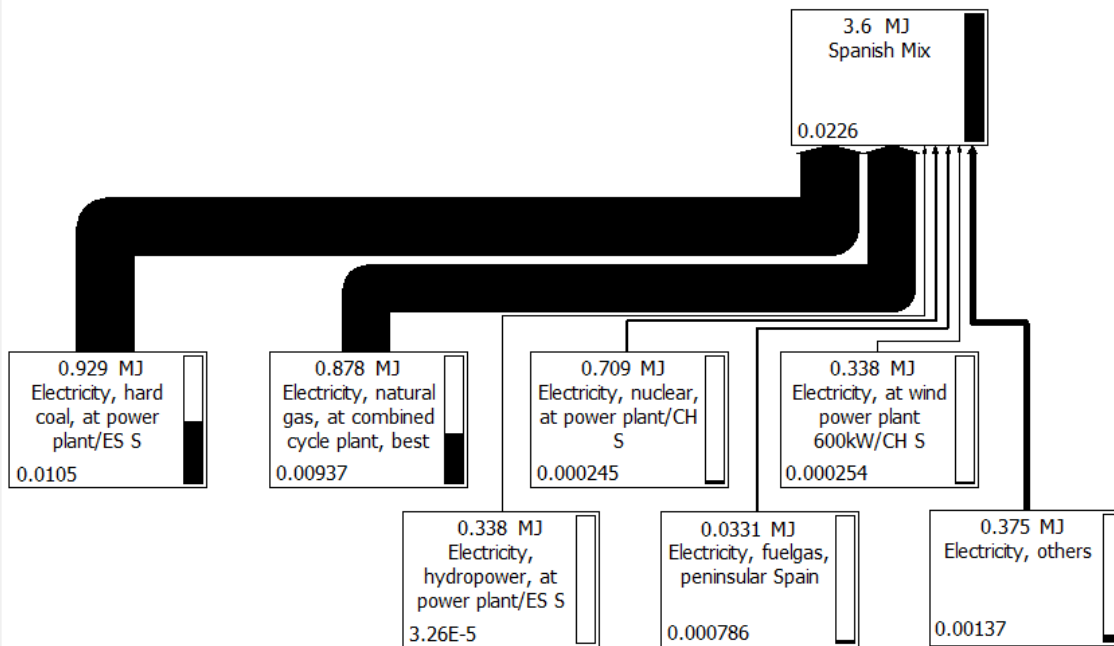 3.6 MJ
Spanish Mix
0.0226
0.929 MJ
Electricity, hard
coal, at power
plant/ES S
0.0105
0.878 MJ
Electricity, natural
gas, at combined
cycle plant, best
0.00937
0.709 MJ
Electricity, nuclear,
at power plant/CH
S
0.000245
0.338 MJ
Electricity, at wind
power plant
600kW/CH S
0.000254
0.338 MJ
Electricity,
hydropower, at
power plant/ES S
3.26E-5
0.0331 MJ
Electricity, fuelgas,
peninsular Spain
0.000786
0.375 MJ
Electricity, others
0.00137